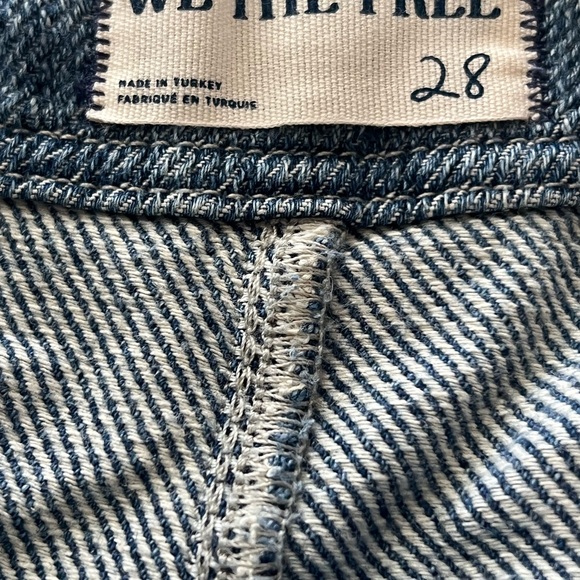 WE THE FREE
MADE IN TURKEY
FABRIQUÉ EN TURQUIE
28